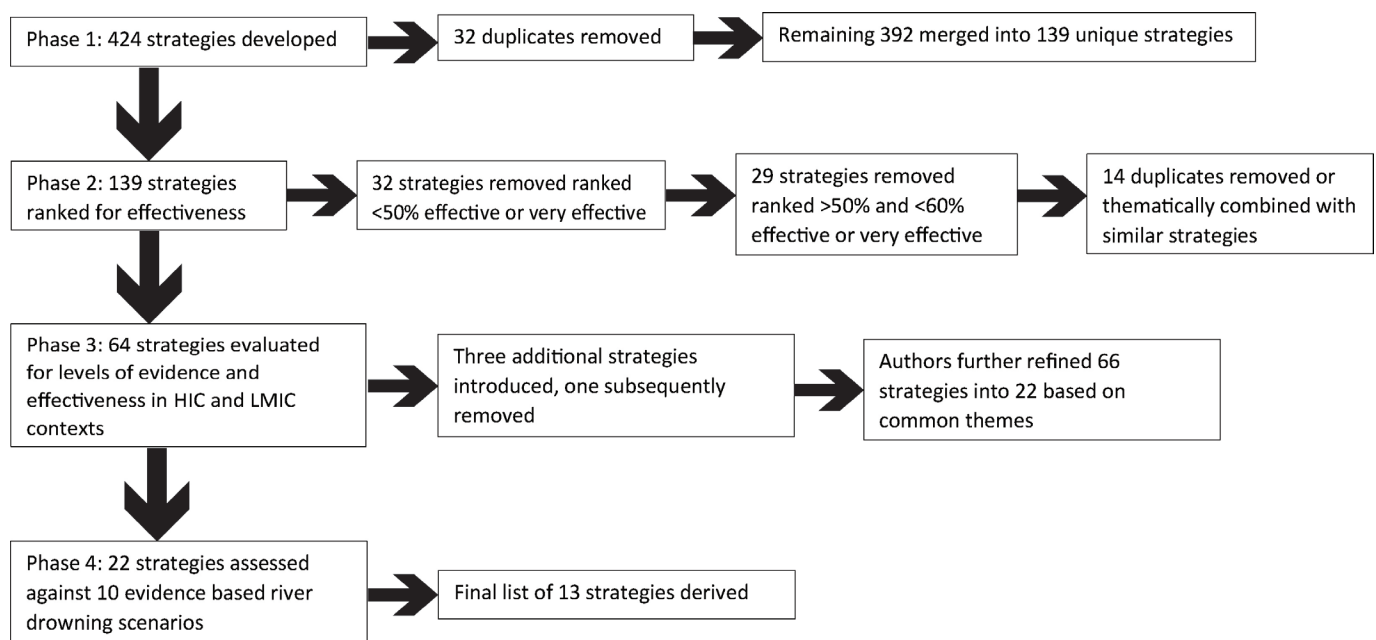 Phase 1: 424 strategies developed
32 duplicates removed
Remaining 392 merged into 139 unique strategies
Phase 2: 139 strategies
ranked for effectiveness
32 strategies removed ranked
<50% effective or very effective
29 strategies removed
ranked >50% and <60%
effective or very effective
14 duplicates removed or
thematically combined with
similar strategies
Phase 3: 64 strategies evaluated
for levels of evidence and
effectiveness in HIC and LMIC
contexts
Three additional strategies
introduced, one subsequently
removed
Authors further refined 66
strategies into 22 based on
common themes
Phase 4: 22 strategies assessed
against 10 evidence based river
drowning scenarios
Final list of 13 strategies derived